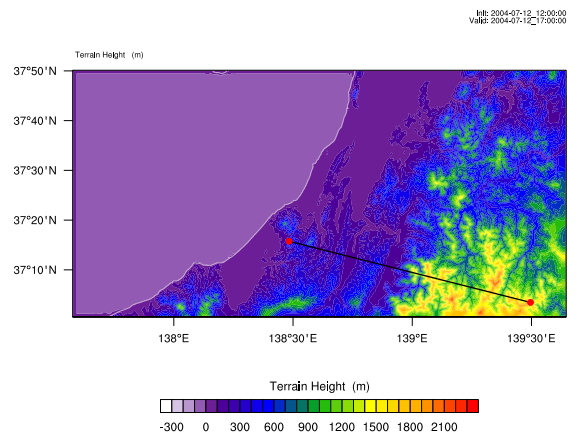 Init: 2004-07-12_12:00:00
Valid: 2004-07-12_17:00:00
Terrain Height (m)
37°50'N
37°40'N
37°30'N
37°20'N
37°10'N
138°E
138°30'E
139°E
139°30'E
Terrain Height (m)
-300 0 300 600 900 1200 1500 1800 2100